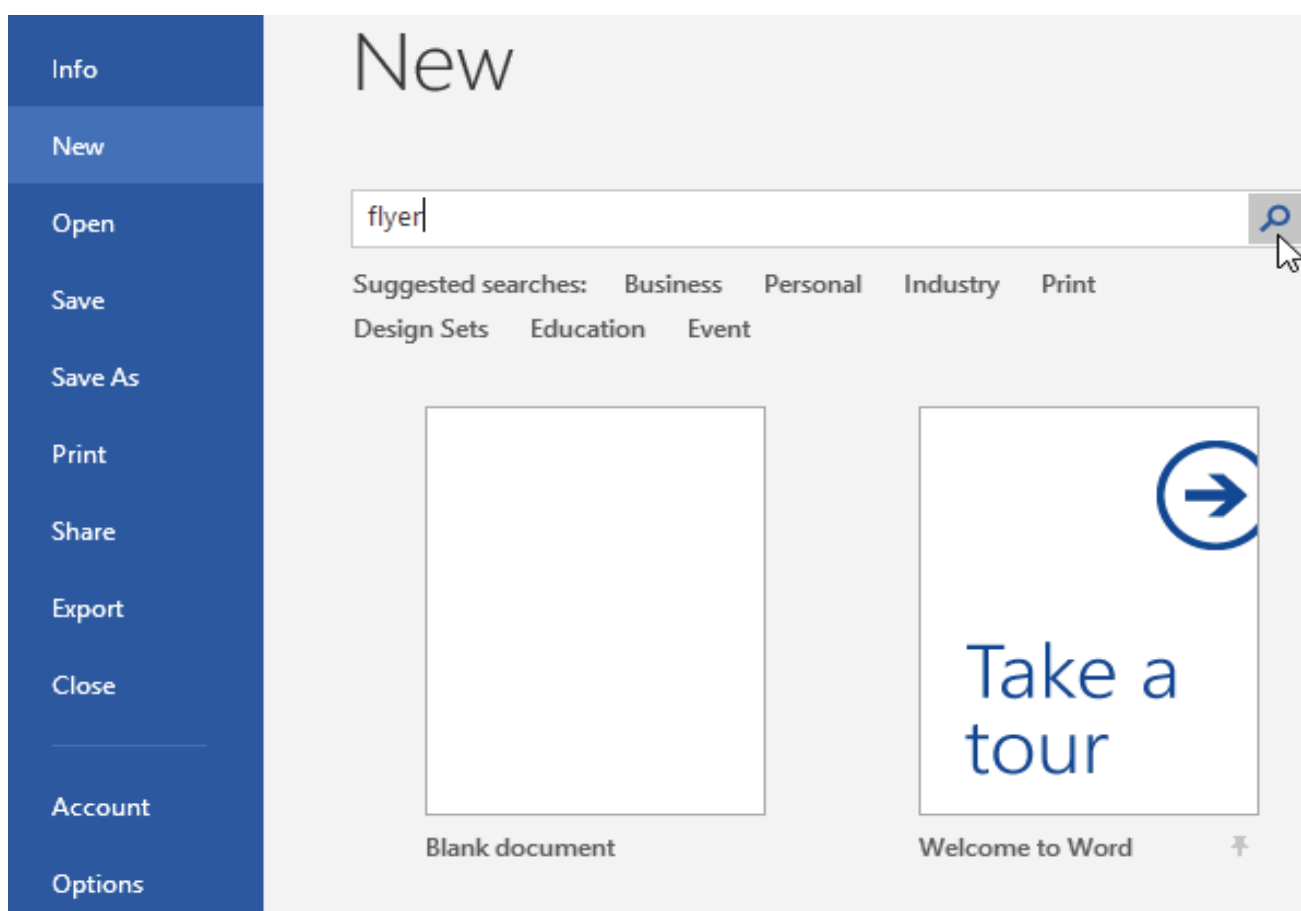 Info
New
Open
Save
Save As
Print
Share
Export
Close
Account
Options
New
flyer
Suggested searches: Business Personal Industry Print
Design Sets Education Event
Take a
tour
Blank document
Welcome to Word